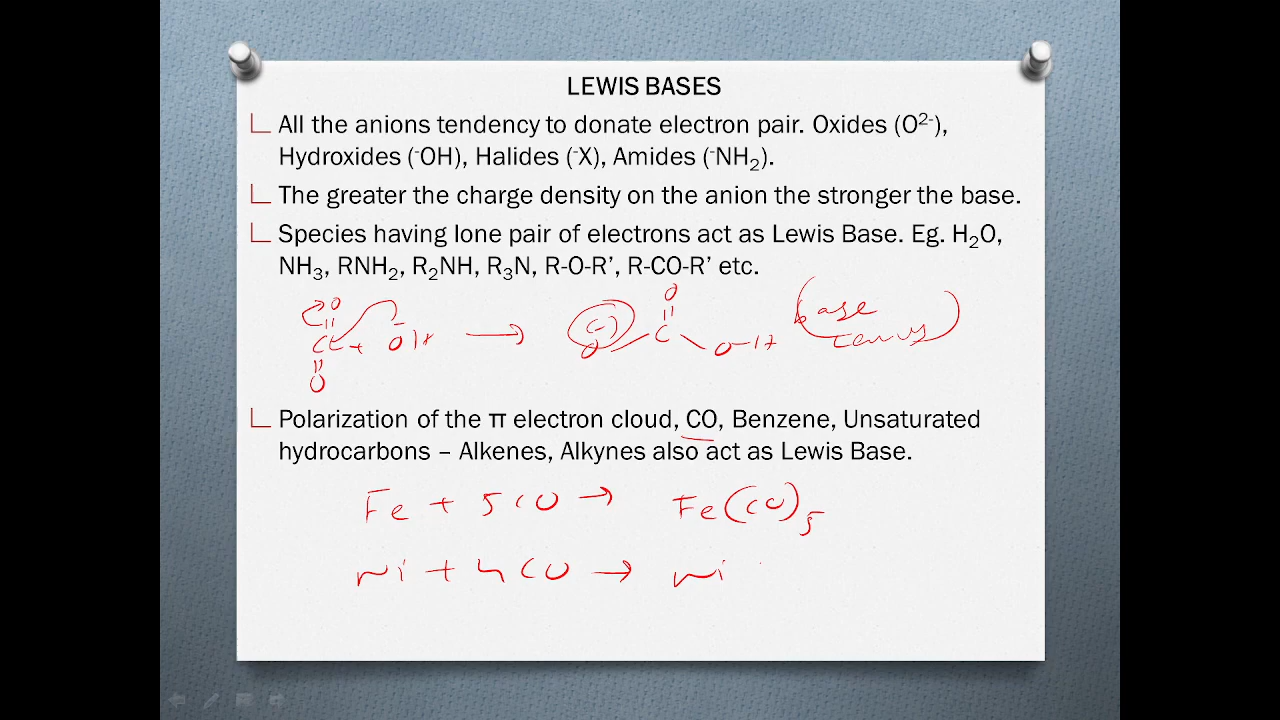 LEWIS BASES
All the anions tendency to donate electron pair. Oxides (O²⁻),
Hydroxides (⁻OH), Halides (⁻X), Amides (⁻NH₂).
The greater the charge density on the anion the stronger the base.
Species having lone pair of electrons act as Lewis Base. Eg. H₂O,
NH₃, RNH₂, R₂NH, R₃N, R-O-R’, R-CO-R’ etc.
O
O
||
||
(base
C + ⁻OH → (-) O C O-H
Lewis)
||
O
Polarization of the π electron cloud, CO, Benzene, Unsaturated
hydrocarbons – Alkenes, Alkynes also act as Lewis Base.
Fe + 5CO → Fe(CO)₅
Ni + 4CO → Ni